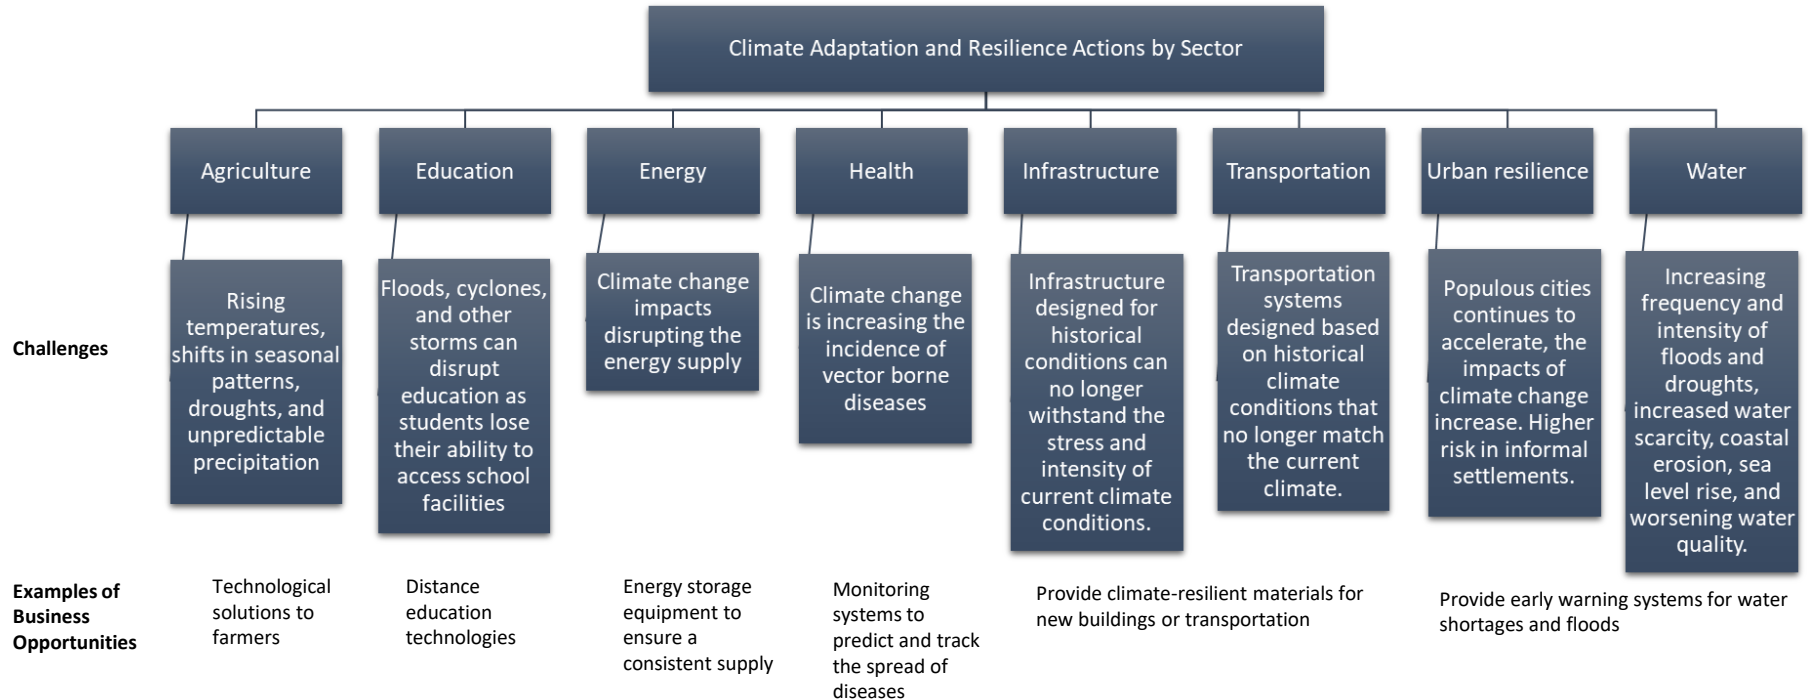 Climate Adaptation and Resilience Actions by Sector
Agriculture
Education
Energy
Health
Infrastructure
Transportation
Urban resilience
Water
Challenges
Rising
temperatures,
shifts in seasonal
patterns,
droughts, and
unpredictable
precipitation
Floods, cyclones,
and other
storms can
disrupt
education as
students lose
their ability to
access school
facilities
Climate change
impacts
disrupting the
energy supply
Climate change
is increasing the
incidence of
vector borne
diseases
Infrastructure
designed for
historical
conditions can
no longer
withstand the
stress and
intensity of
current climate
conditions.
Transportation
systems
designed based
on historical
climate
conditions that
no longer match
the current
climate.
Populous cities
continues to
accelerate, the
impacts of
climate change
increase. Higher
risk in informal
settlements.
Increasing
frequency and
intensity of
floods and
droughts,
increased water
scarcity, coastal
erosion, sea
level rise, and
worsening water
quality.
Examples of
Business
Opportunities
Technological
solutions to
farmers
Distance
education
technologies
Energy storage
equipment to
ensure a
consistent supply
Monitoring
systems to
predict and track
the spread of
diseases
Provide climate-resilient materials for
new buildings or transportation
Provide early warning systems for water
shortages and floods